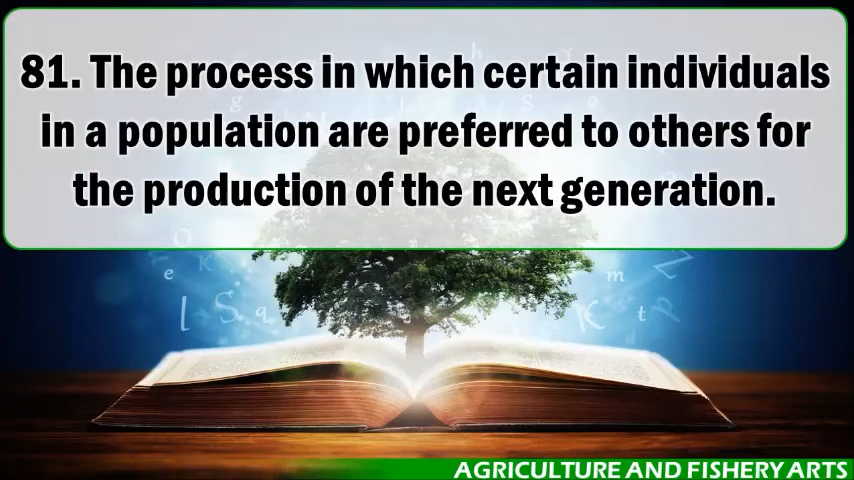 81. The process in which certain individuals
in a population are preferred to others for
the production of the next generation.
AGRICULTURE AND FISHERY ARTS